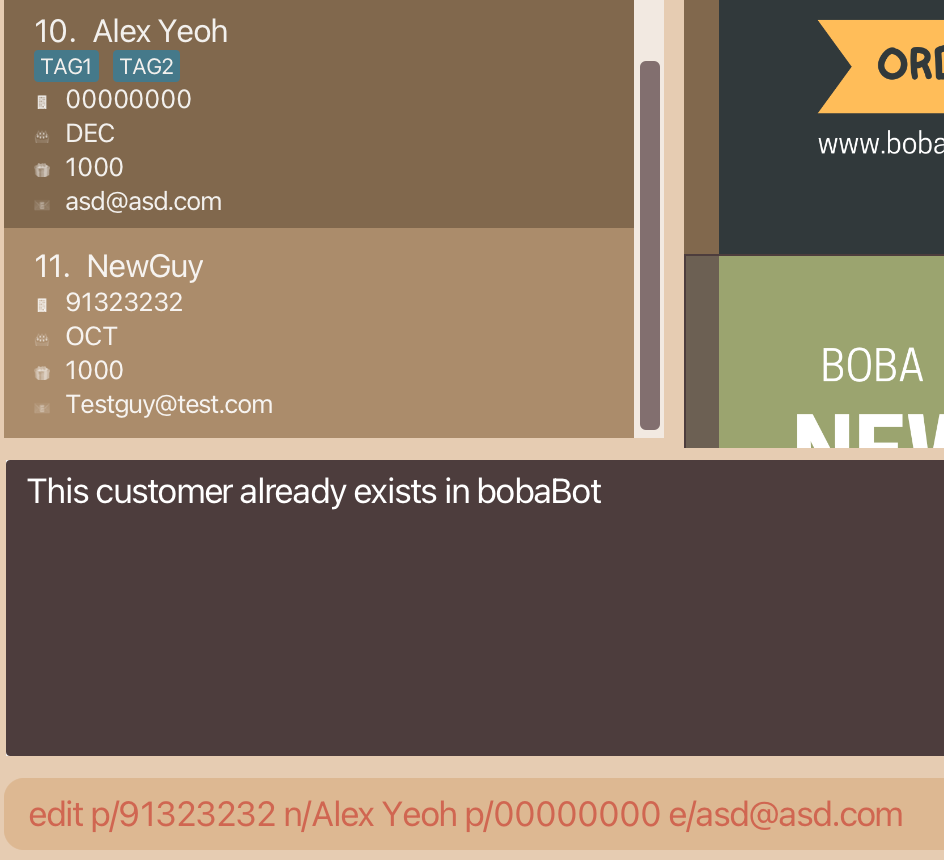 10. Alex Yeoh
TAG1 TAG2
00000000
DEC
1000
asd@asd.com
11. NewGuy
91323232
OCT
1000
Testguy@test.com
ORD
www.boba
BOBA
NEW
This customer already exists in bobaBot
edit p/91323232 n/Alex Yeoh p/00000000 e/asd@asd.com